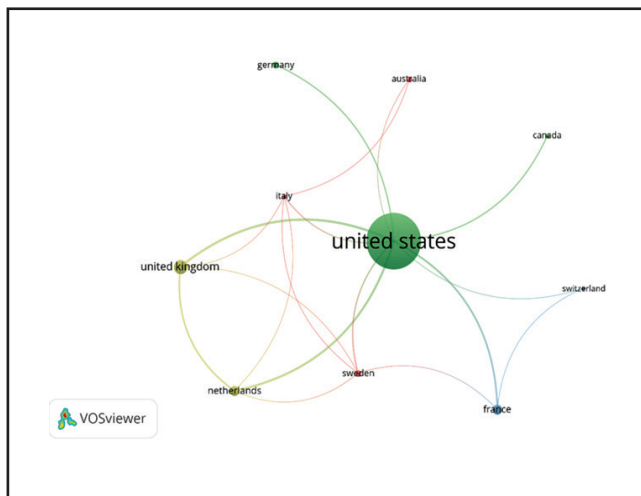 germany
australia
canada
italy
united states
united kingdom
switzerland
sweden
netherlands
france
VOSviewer